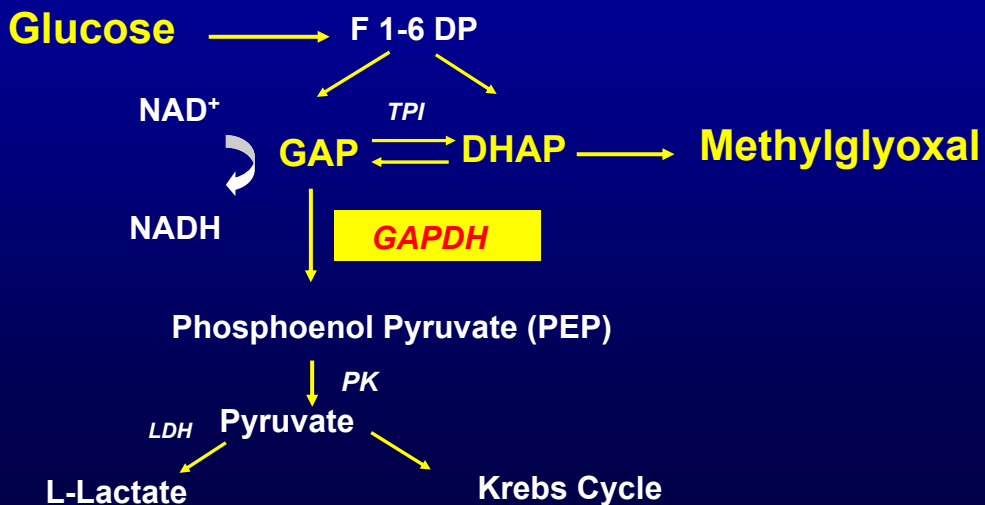 Glucose F 1-6 DP
NAD⁺ TPI
GAP DHAP Methylglyoxal
NADH GAPDH
Phosphoenol Pyruvate (PEP)
PK
LDH Pyruvate
L-Lactate Krebs Cycle